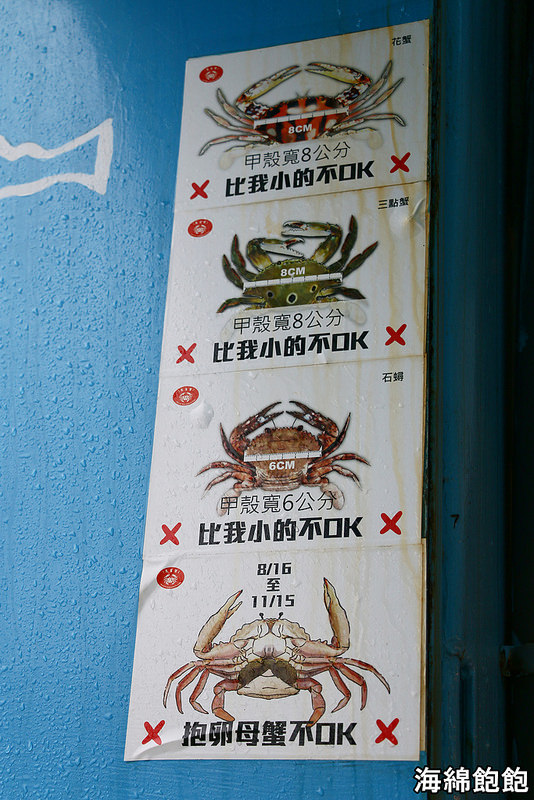 花蟹
8CM
甲殼寬8公分
比我小的不OK
三點蟹
8CM
甲殼寬8公分
比我小的不OK
石蟳
6CM
甲殼寬6公分
比我小的不OK
8/16
至
11/15
抱卵母蟹不OK
海綿飽飽